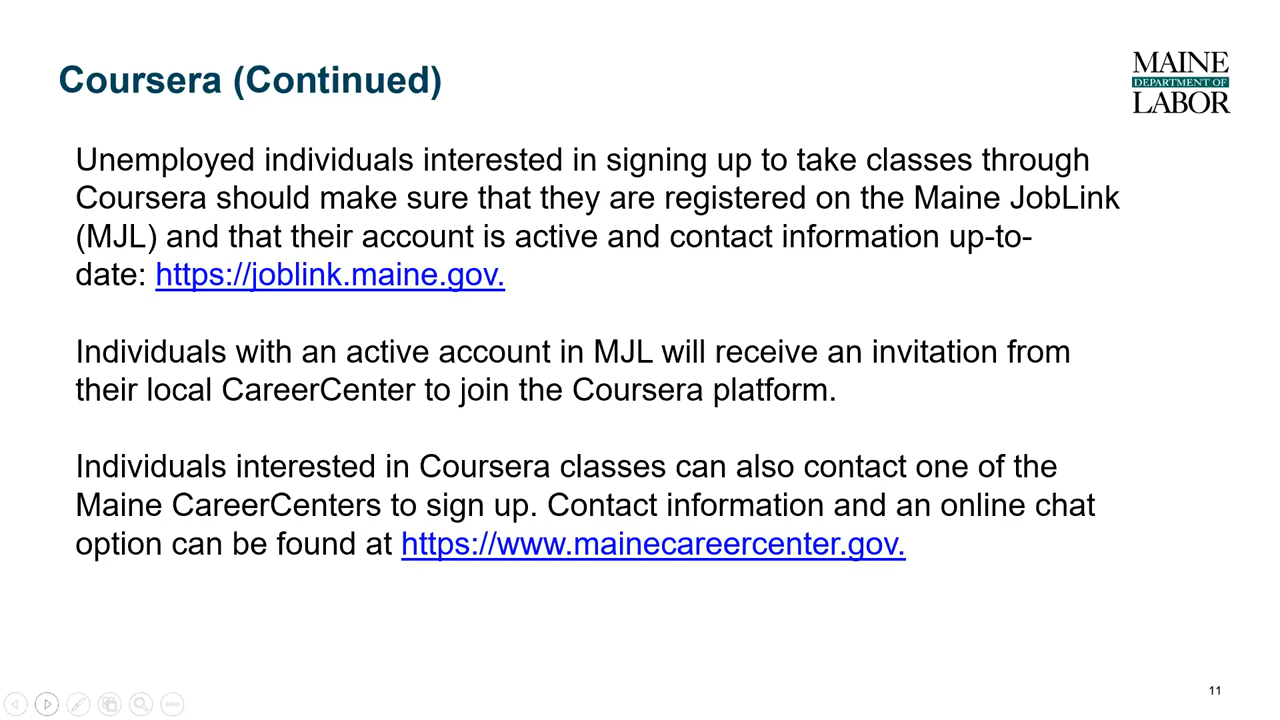 Coursera (Continued)
MAINE
DEPARTMENT OF
LABOR
Unemployed individuals interested in signing up to take classes through
Coursera should make sure that they are registered on the Maine JobLink
(MJL) and that their account is active and contact information up-to-
date: https://joblink.maine.gov.
Individuals with an active account in MJL will receive an invitation from
their local CareerCenter to join the Coursera platform.
Individuals interested in Coursera classes can also contact one of the
Maine CareerCenters to sign up. Contact information and an online chat
option can be found at https://www.mainecareercenter.gov.
11